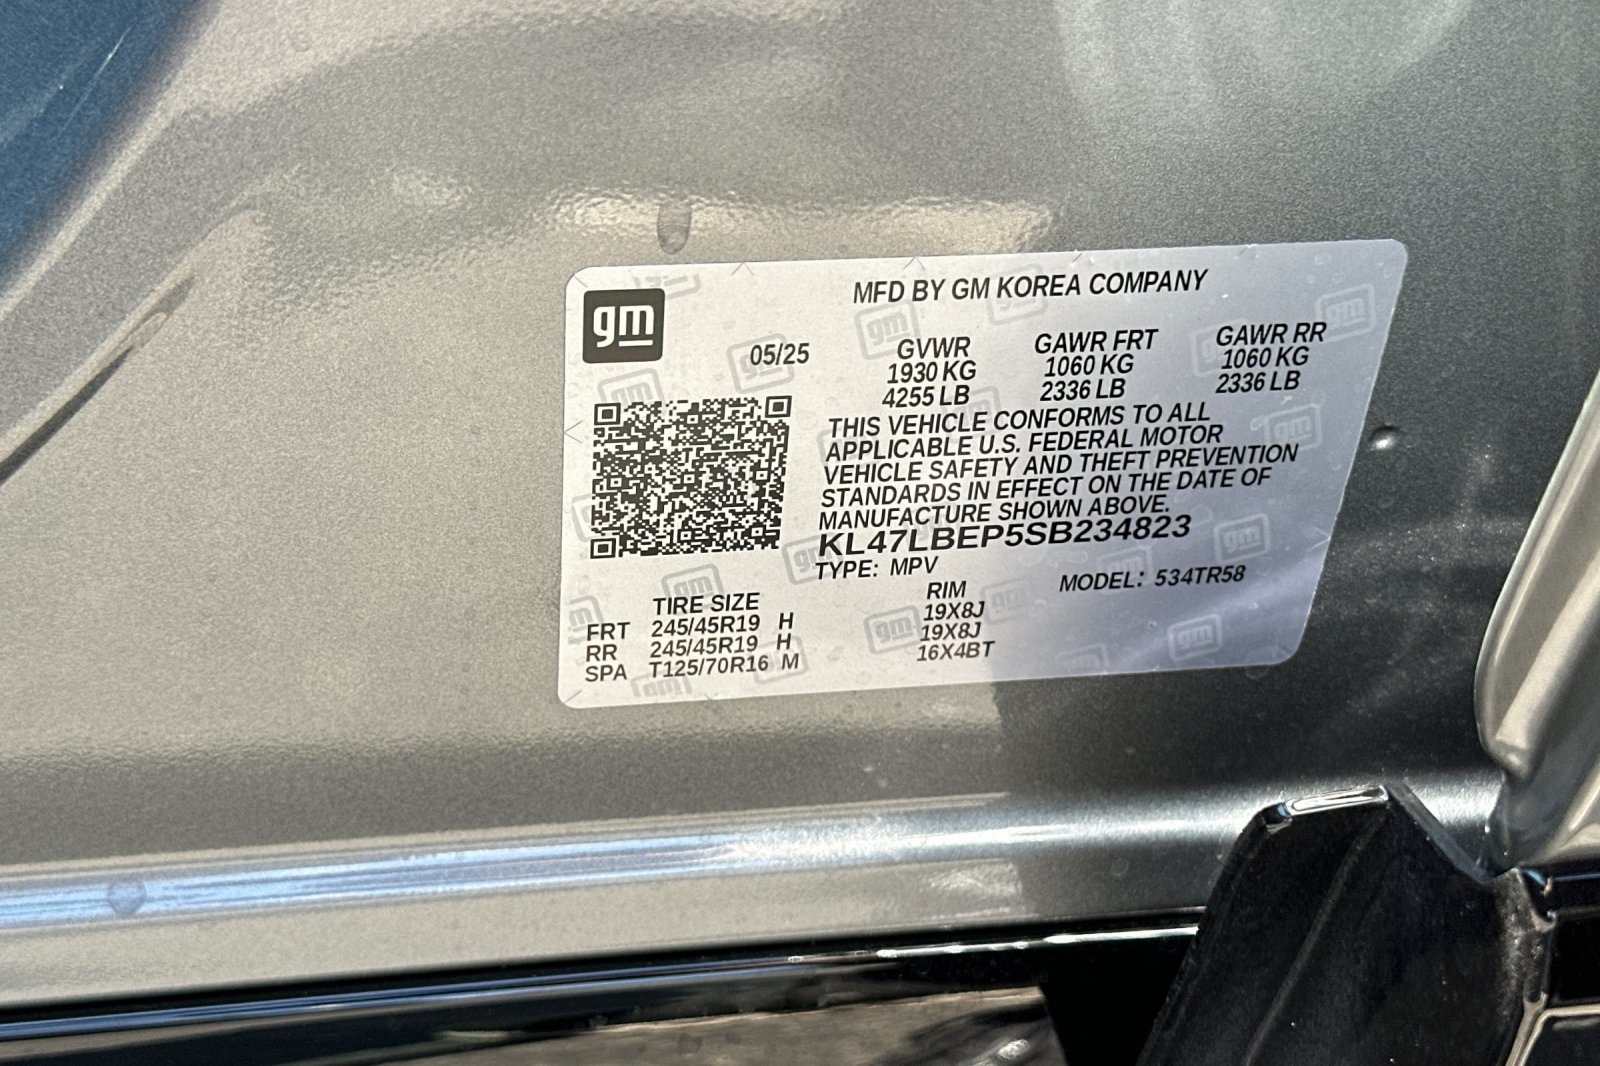 gm
MFD BY GM KOREA COMPANY
05/25 GVWR GAWR FRT GAWR RR
1930 KG 1060 KG 1060 KG
4255 LB 2336 LB 2336 LB
THIS VEHICLE CONFORMS TO ALL
APPLICABLE U.S. FEDERAL MOTOR
VEHICLE SAFETY AND THEFT PREVENTION
STANDARDS IN EFFECT ON THE DATE OF
MANUFACTURE SHOWN ABOVE.
KL47LBEP5SB234823
TYPE: MPV MODEL: 534TR58
TIRE SIZE RIM
FRT 245/45R19 H 19X8J
RR 245/45R19 H 19X8J
SPA T125/70R16 M 16X4BT